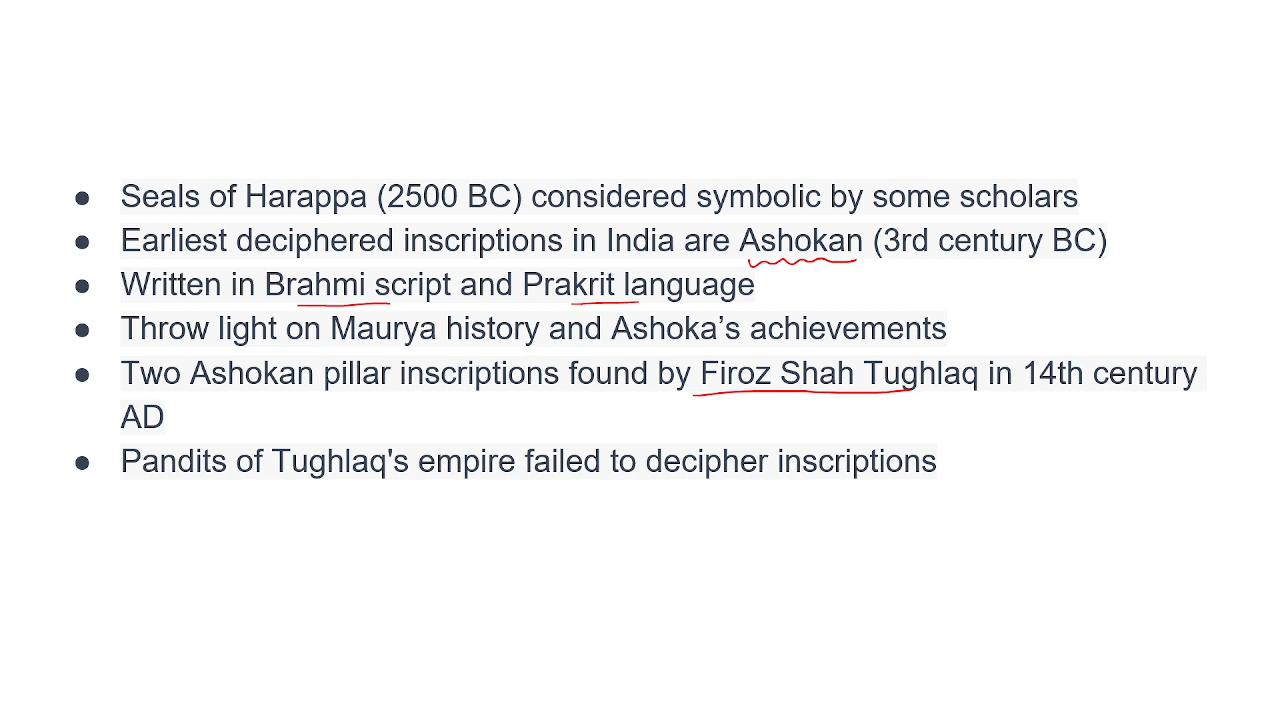 ● Seals of Harappa (2500 BC) considered symbolic by some scholars
● Earliest deciphered inscriptions in India are Ashokan (3rd century BC)
● Written in Brahmi script and Prakrit language
● Throw light on Maurya history and Ashoka’s achievements
● Two Ashokan pillar inscriptions found by Firoz Shah Tughlaq in 14th century
AD
● Pandits of Tughlaq's empire failed to decipher inscriptions